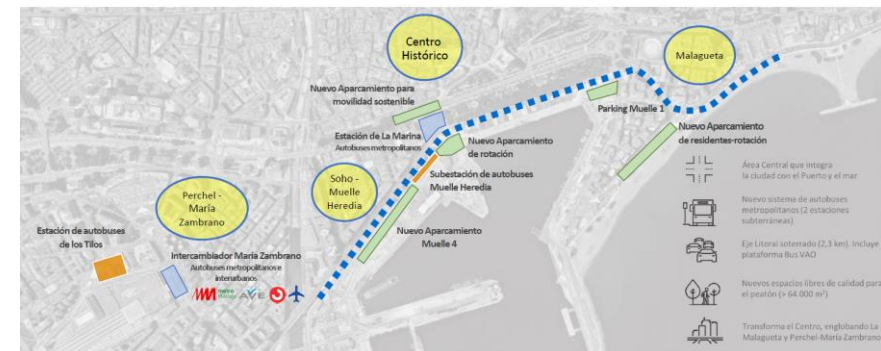 Centro
Histórico
Malagueta
Nuevo Aparcamiento para
movilidad sostenible
Parking Muelle 1
Estación de La Marina
Autobuses metropolitanos
Nuevo Aparcamiento
de rotación
Nuevo Aparcamiento
de residentes-rotación
Subestación de autobuses
Muelle Heredia
Soho -
Muelle
Heredia
Perchel -
María
Zambrano
Estación de autobuses
de los Tilos
Intercambiador María Zambrano
Autobuses metropolitanos e
interurbanos
metro
málaga
AVE
Nuevo Aparcamiento
Muelle 4
Área Central que integra
la ciudad con el Puerto y el mar
Nuevo sistema de autobuses
metropolitanos (2 estaciones
subterráneas)
Eje Litoral soterrado (2,3 km). Incluye
plataforma Bus VAO
Nuevos espacios libres de calidad para
el peatón (> 64.000 m²)
Transforma el Centro, englobando La
Malagueta y Perchel-María Zambrano